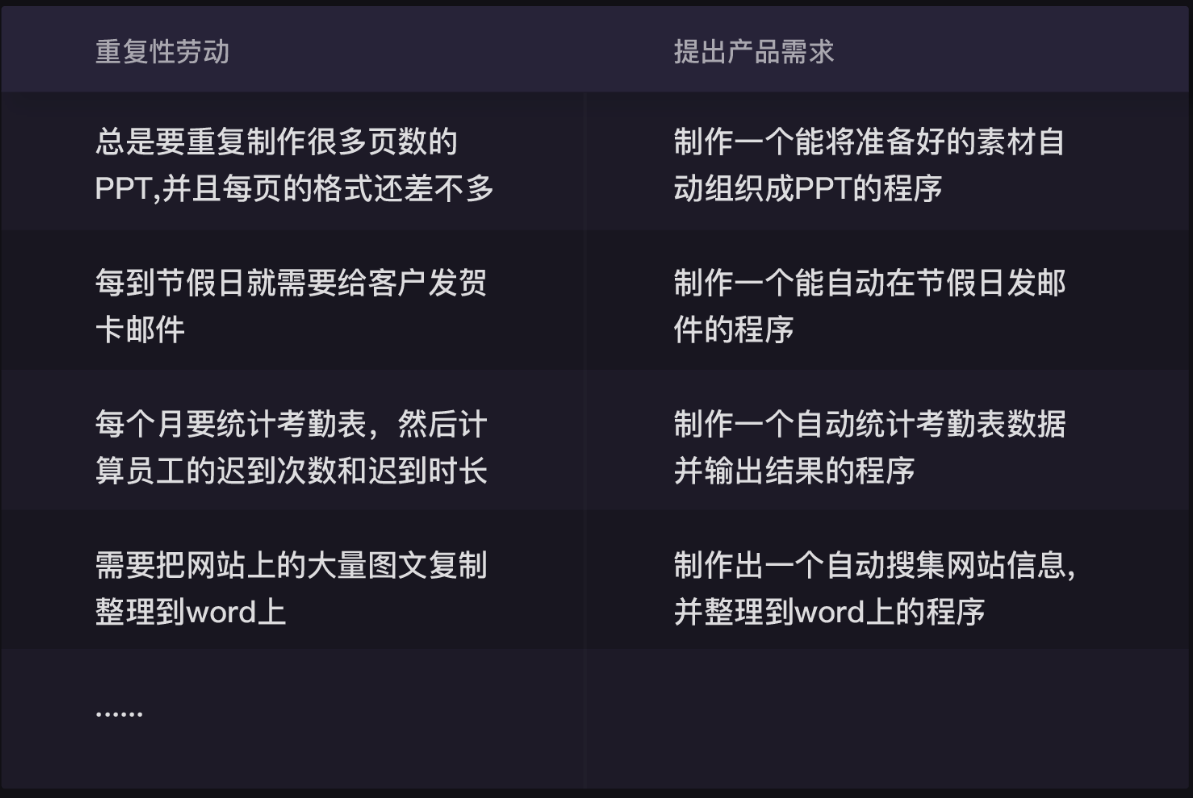 重复性劳动
提出产品需求
总是要重复制作很多页数的
PPT,并且每页的格式还差不多
制作一个能将准备好的素材自
动组织成PPT的程序
每到节假日就需要给客户发贺
卡邮件
制作一个能自动在节假日发邮
件的程序
每个月要统计考勤表，然后计
算员工的迟到次数和迟到时长
制作一个自动统计考勤表数据
并输出结果的程序
需要把网站上的大量图文复制
整理到word上
制作出一个自动搜集网站信息,
并整理到word上的程序
······